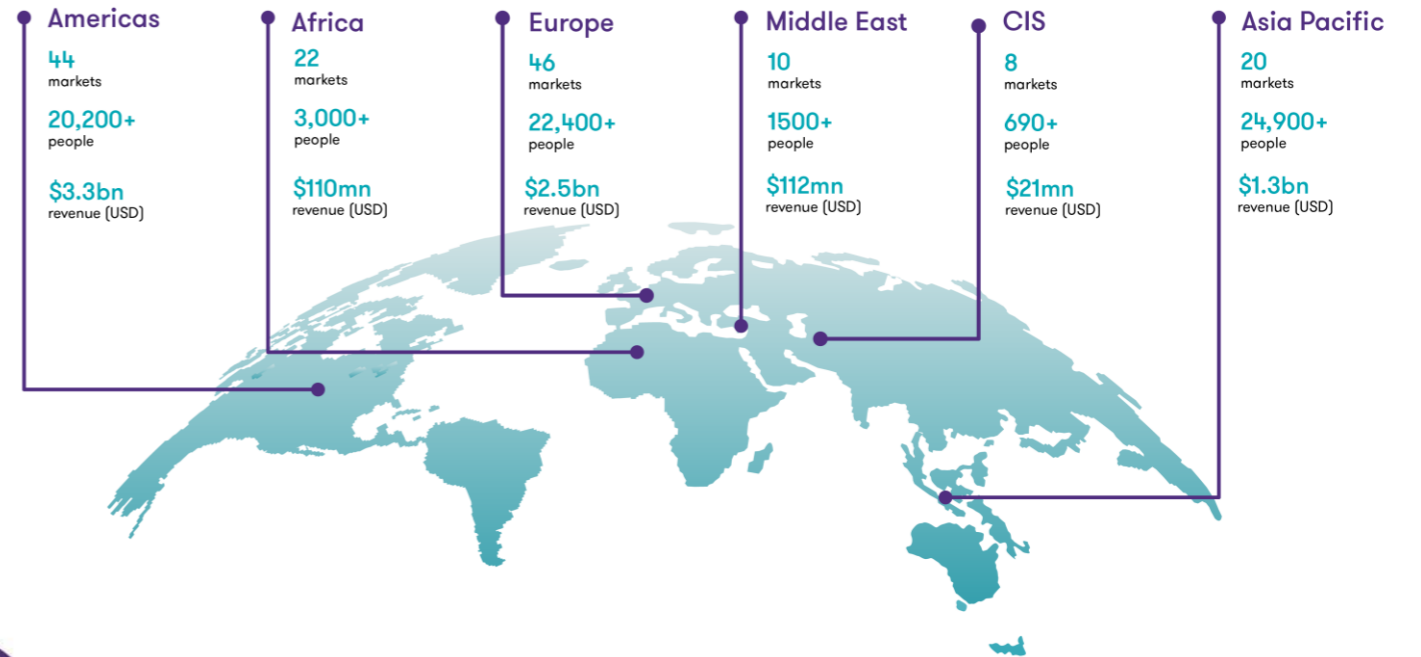 Americas
44
markets
20,200+
people
$3.3bn
revenue (USD)
Africa
22
markets
3,000+
people
$110mn
revenue (USD)
Europe
46
markets
22,400+
people
$2.5bn
revenue (USD)
Middle East
10
markets
1500+
people
$112mn
revenue (USD)
CIS
8
markets
690+
people
$21mn
revenue (USD)
Asia Pacific
20
markets
24,900+
people
$1.3bn
revenue (USD)